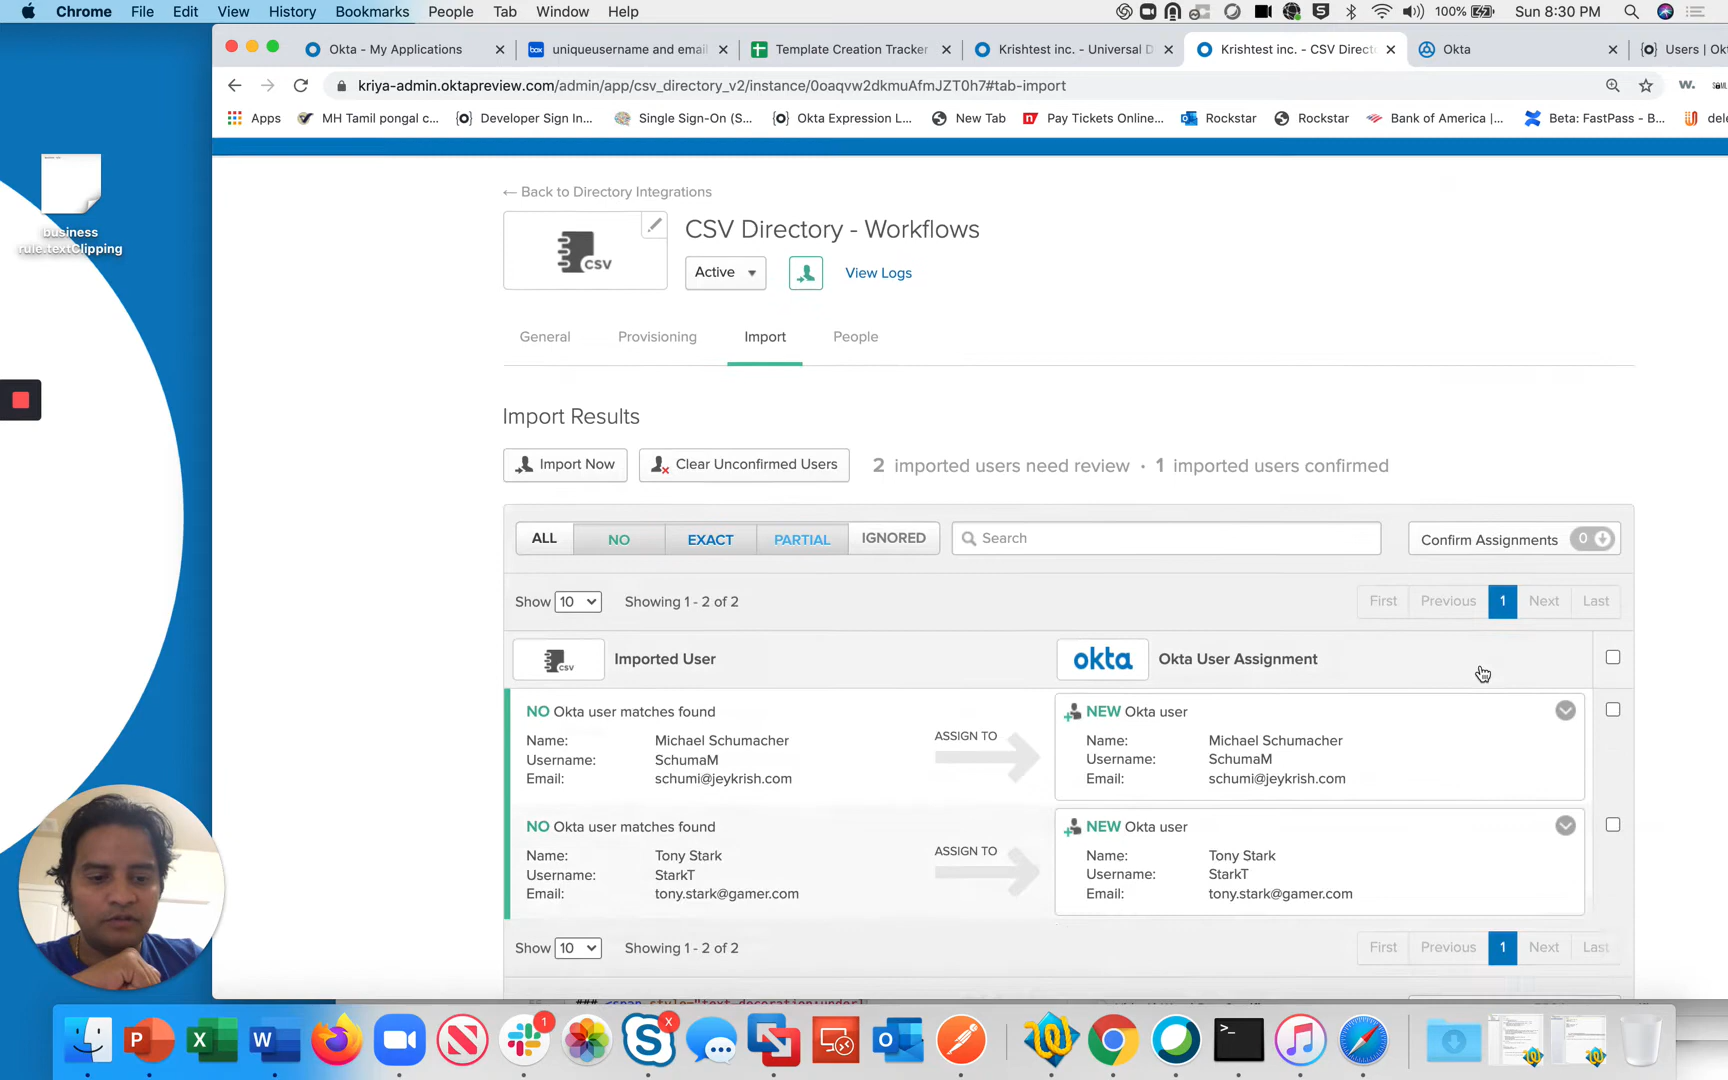 Chrome File Edit View History Bookmarks People Tab Window Help 100% Sun 8:30 PM
Okta - My Applications
uniqueusername and email
Template Creation Tracker
Krishtest inc. - Universal D
Krishtest inc. - CSV Direct
Okta
Users | Ok
kriya-admin.oktapreview.com/admin/app/csv_directory_v2/instance/0oaqvw2dkmuAfmJZT0h7#tab-import
Apps
MH Tamil pongal c...
Developer Sign In...
Single Sign-On (S...
Okta Expression L...
New Tab
Pay Tickets Online...
Rockstar
Rockstar
Bank of America |...
Beta: FastPass - B...
dele
business
rule.textClipping
← Back to Directory Integrations
CSV
CSV Directory - Workflows
Active
View Logs
General Provisioning Import People
Import Results
Import Now
Clear Unconfirmed Users
2 imported users need review · 1 imported users confirmed
ALL NO EXACT PARTIAL IGNORED
Search
Confirm Assignments 0
Show 10 Showing 1 - 2 of 2
First Previous 1 Next Last
CSV Imported User
okta Okta User Assignment
NO Okta user matches found
Name: Michael Schumacher
Username: SchumaM
Email: schumi@jeykrish.com
ASSIGN TO
NEW Okta user
Name: Michael Schumacher
Username: SchumaM
Email: schumi@jeykrish.com
NO Okta user matches found
Name: Tony Stark
Username: StarkT
Email: tony.stark@gamer.com
ASSIGN TO
NEW Okta user
Name: Tony Stark
Username: StarkT
Email: tony.stark@gamer.com
Show 10 Showing 1 - 2 of 2
First Previous 1 Next Last